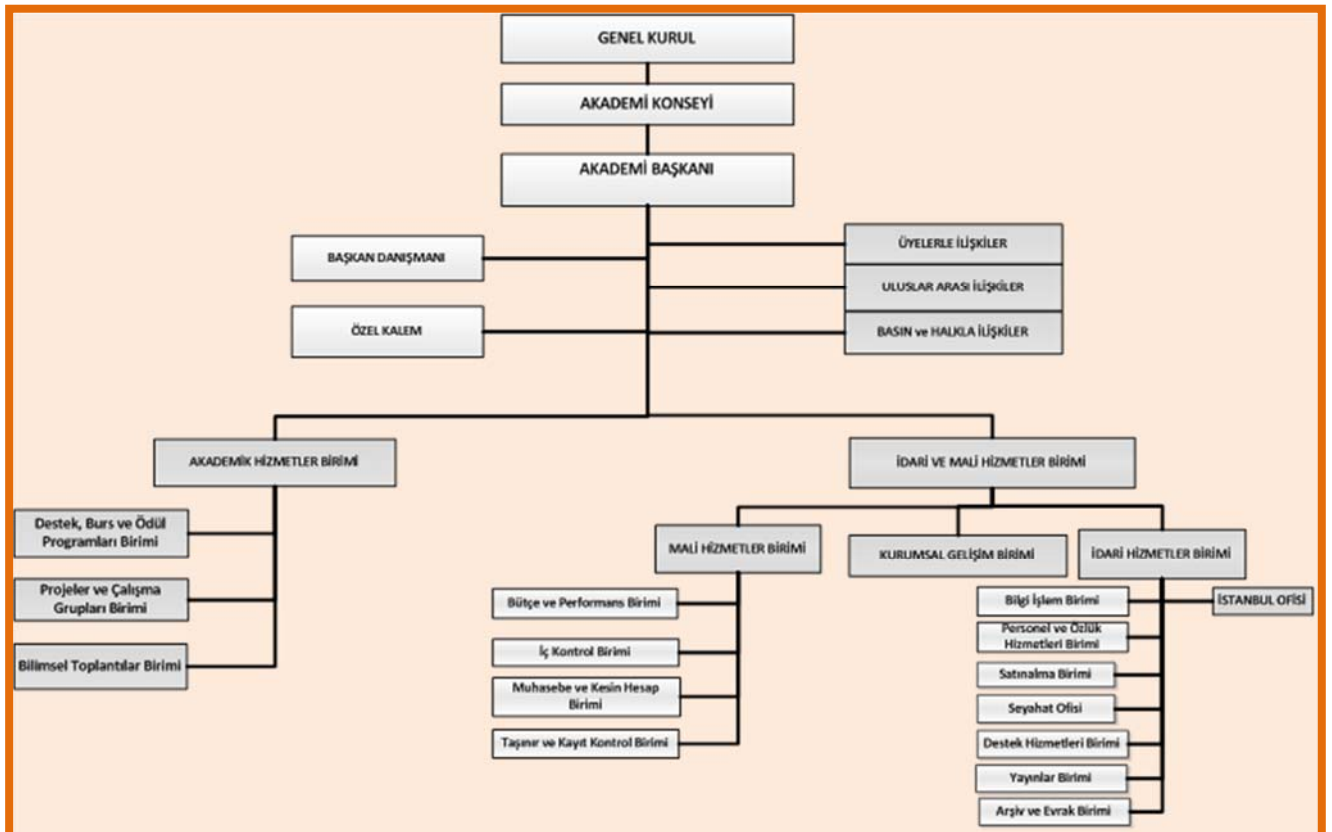 GENEL KURUL
AKADEMİ KONSEYİ
AKADEMİ BAŞKANI
BAŞKAN DANIŞMANI
ÖZEL KALEM
ÜYELERLE İLİŞKİLER
ULUSLAR ARASI İLİŞKİLER
BASIN ve HALKLA İLİŞKİLER
AKADEMİK HİZMETLER BİRİMİ
Destek, Burs ve Ödül
Programları Birimi
Projeler ve Çalışma
Grupları Birimi
Bilimsel Toplantılar Birimi
İDARİ VE MALİ HİZMETLER BİRİMİ
MALİ HİZMETLER BİRİMİ
Bütçe ve Performans Birimi
İç Kontrol Birimi
Muhasebe ve Kesin Hesap
Birimi
Taşınır ve Kayıt Kontrol Birimi
KURUMSAL GELİŞİM BİRİMİ
İDARİ HİZMETLER BİRİMİ
Bilgi İşlem Birimi
Personel ve Özlük
Hizmetleri Birimi
Satınalma Birimi
Seyahat Ofisi
Destek Hizmetleri Birimi
Yayınlar Birimi
Arşiv ve Evrak Birimi
İSTANBUL OFİSİ